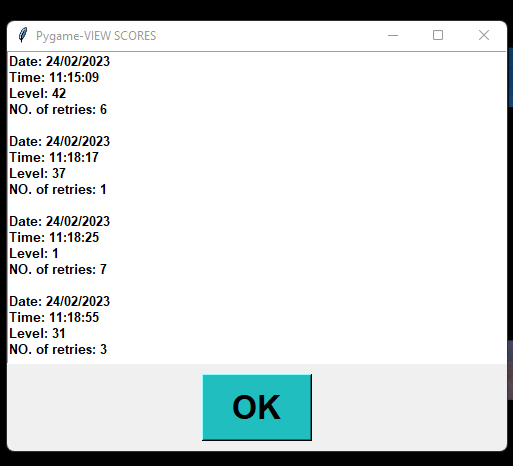 Pygame-VIEW SCORES
Date: 24/02/2023
Time: 11:15:09
Level: 42
NO. of retries: 6
Date: 24/02/2023
Time: 11:18:17
Level: 37
NO. of retries: 1
Date: 24/02/2023
Time: 11:18:25
Level: 1
NO. of retries: 7
Date: 24/02/2023
Time: 11:18:55
Level: 31
NO. of retries: 3
OK